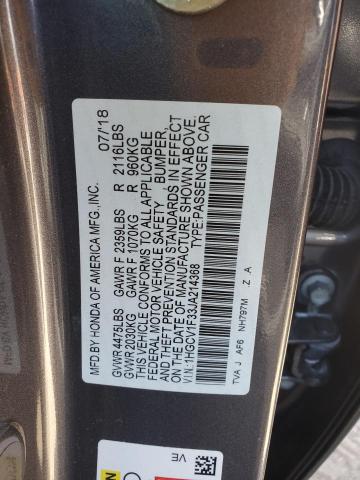 MFD.BY HONDA OF AMERICA MFG.,INC. 07/'18
GVWR 4475LBS GAWR F 2359LBS R 2116LBS
GVWR 2030KG GAWR F 1070KG R 960KG
THIS VEHICLE CONFORMS TO ALL APPLICABLE
FEDERAL MOTOR VEHICLE SAFETY, BUMPER,
AND THEFT PREVENTION STANDARDS IN EFFECT
ON THE DATE OF MANUFACTURE SHOWN ABOVE.
V.I.N.: 1HGCV1F33JA214368 TYPE:PASSENGER CAR
TVA J AF6 NH797M . Z . A
VE